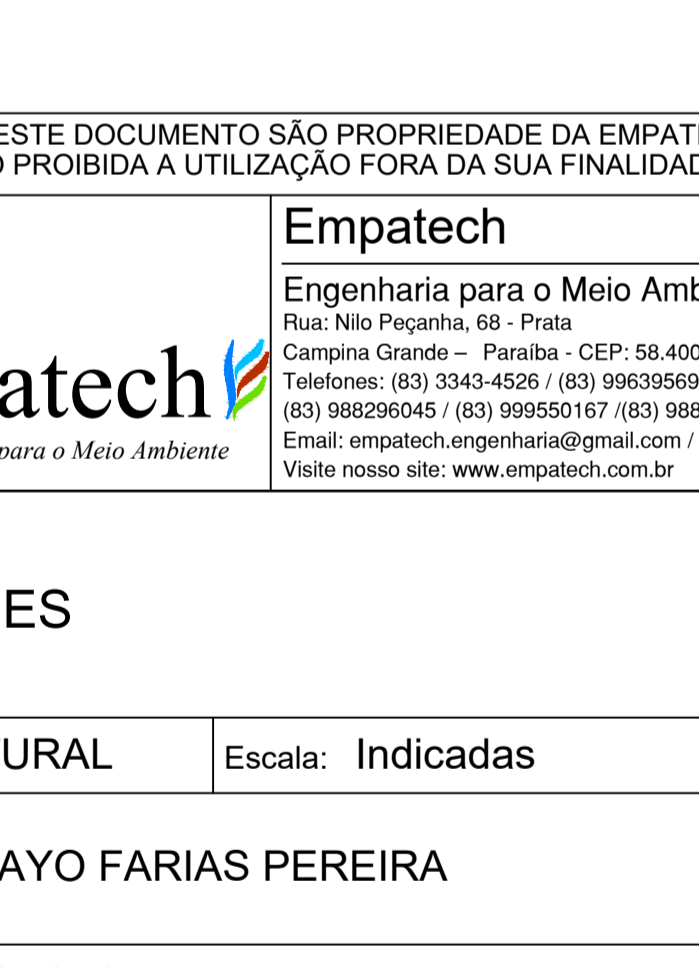 ESTE DOCUMENTO SÃO PROPRIEDADE DA EMPAT
PROIBIDA A UTILIZAÇÃO FORA DA SUA FINALIDAD
Empatech
Engenharia para o Meio Amb
Rua: Nilo Peçanha, 68 - Prata
Campina Grande – Paraíba - CEP: 58.400
Telefones: (83) 3343-4526 / (83) 99639569
(83) 988296045 / (83) 999550167 /(83) 988
Email: empatech.engenharia@gmail.com /
Visite nosso site: www.empatech.com.br
atech
para o Meio Ambiente
ES
URAL
Escala: Indicadas
AYO FARIAS PEREIRA